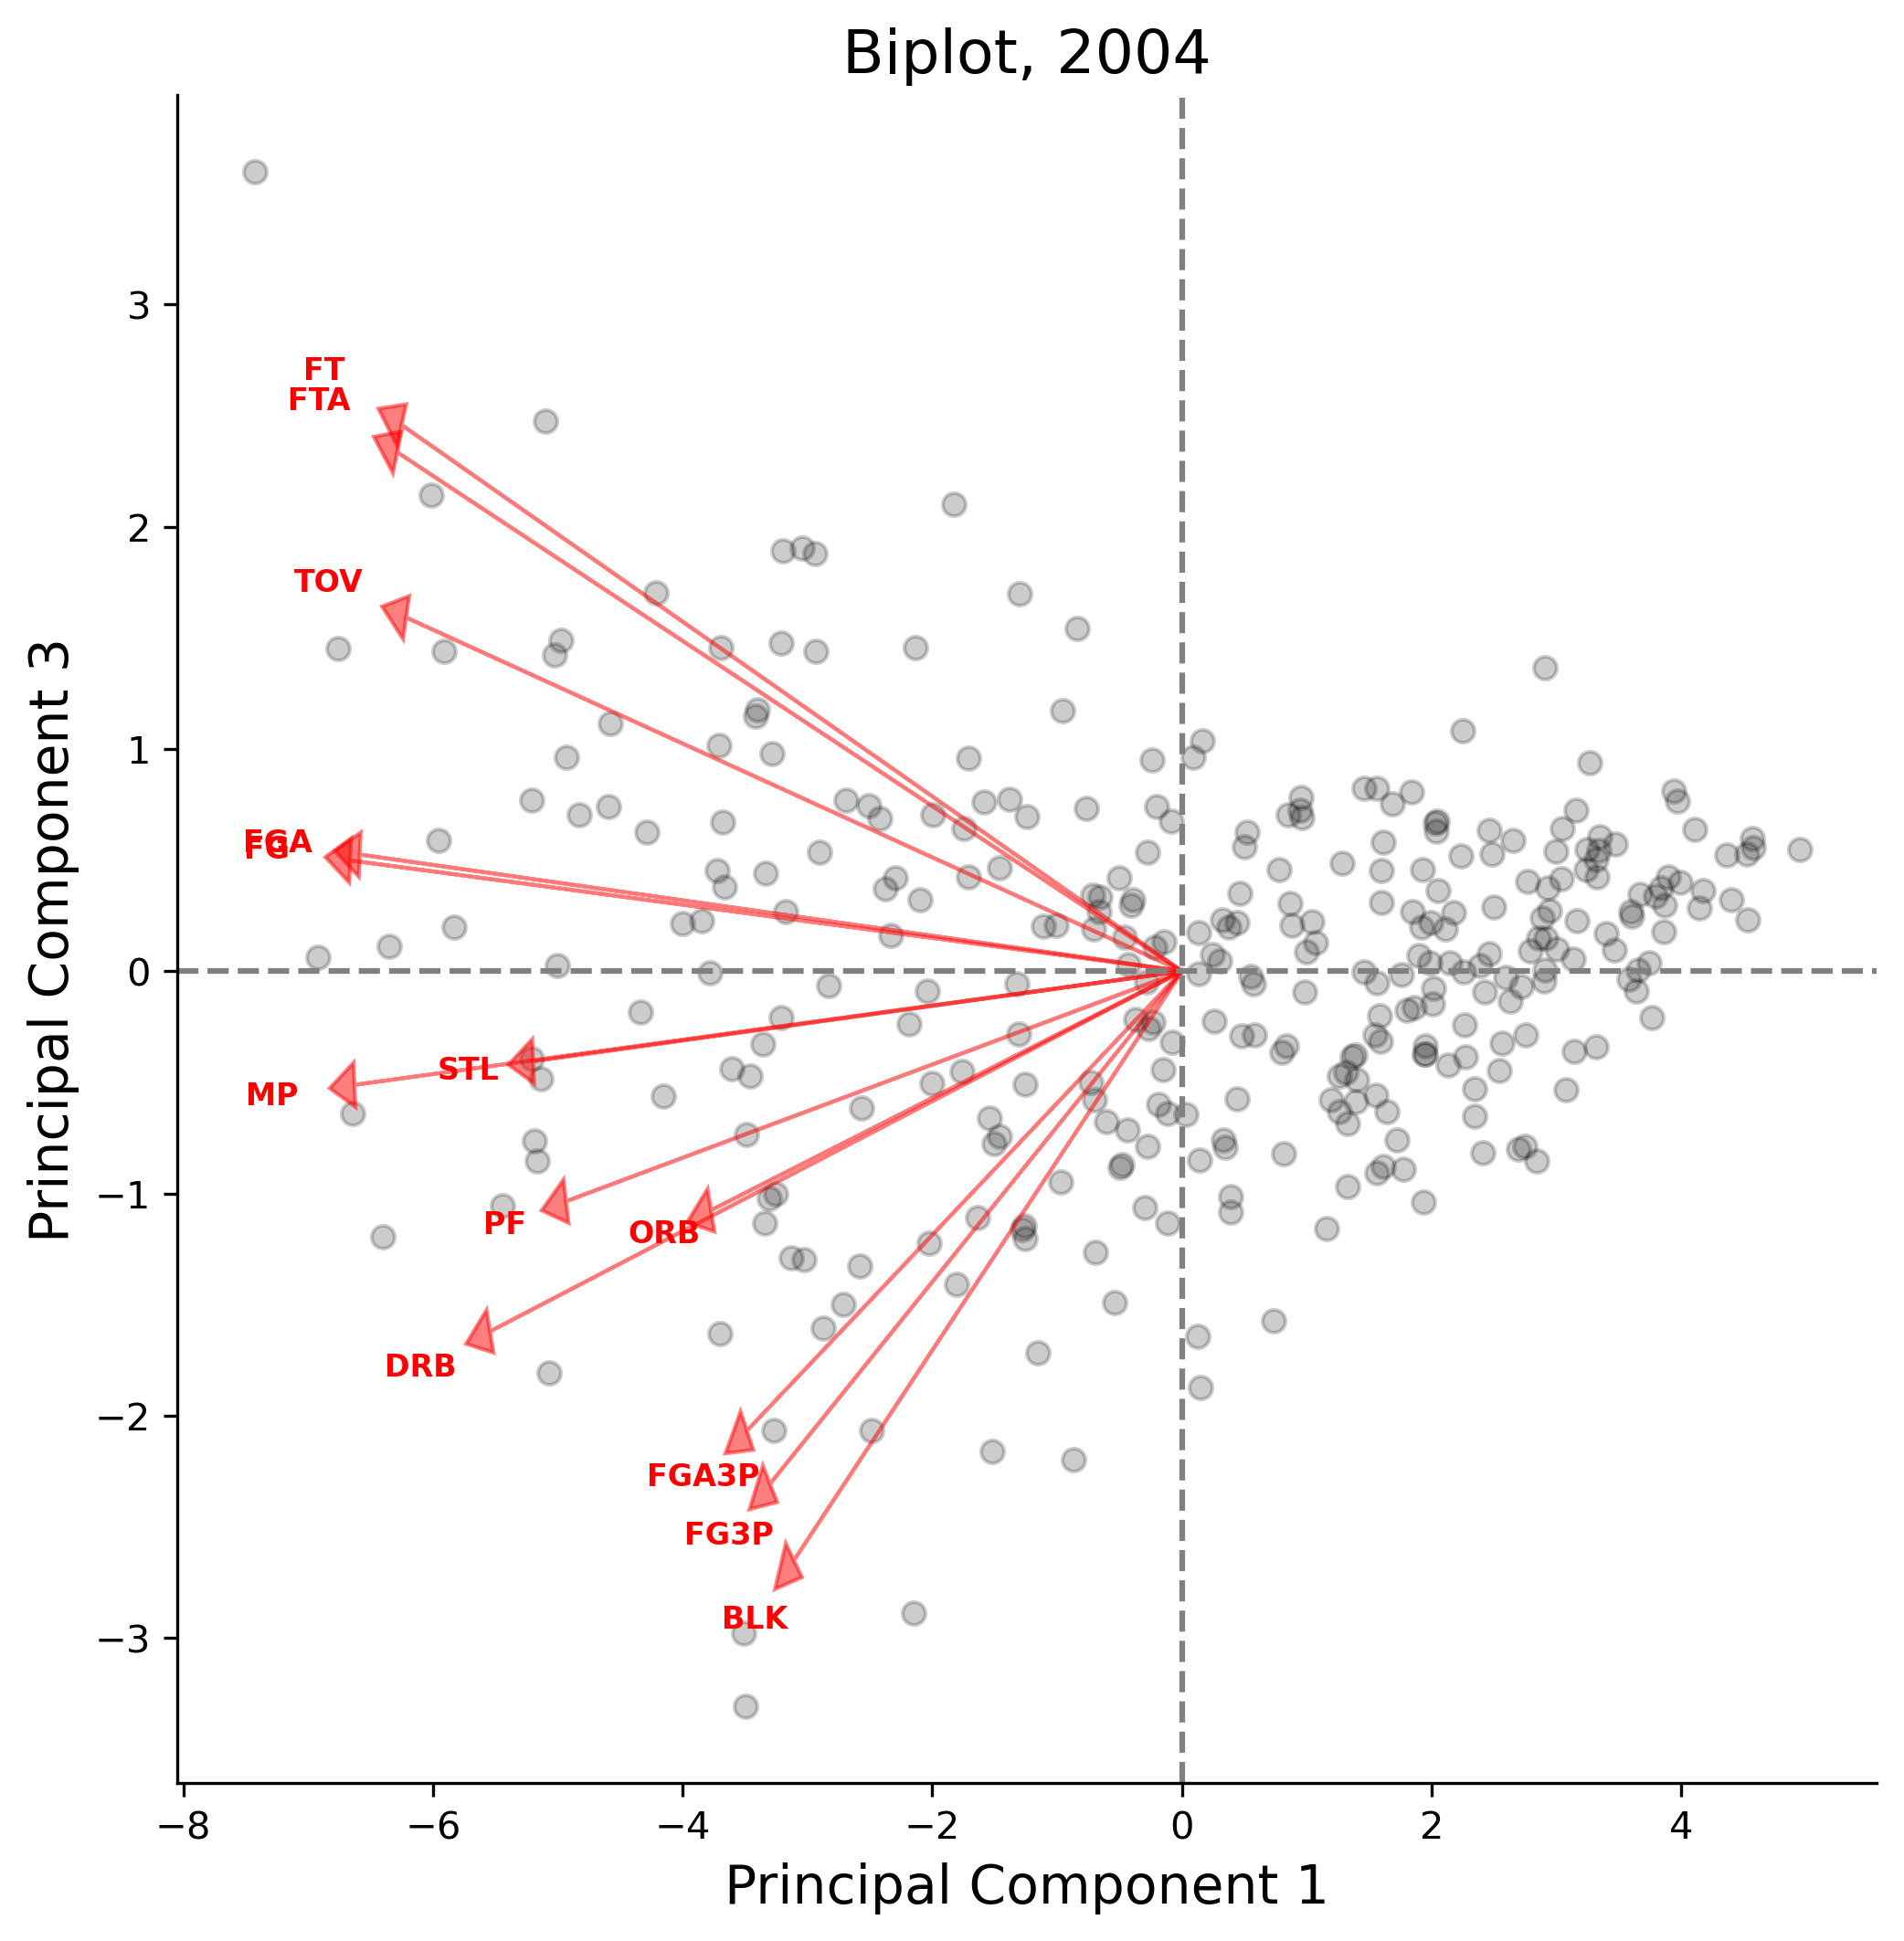 Biplot, 2004
Principal Component 3
3
2
1
0
−1
−2
−3
FT
FTA
TOV
FGA
FG
STL
MP
PF
ORB
DRB
FGA3P
FG3P
BLK
−8
−6
−4
−2
0
2
4
Principal Component 1